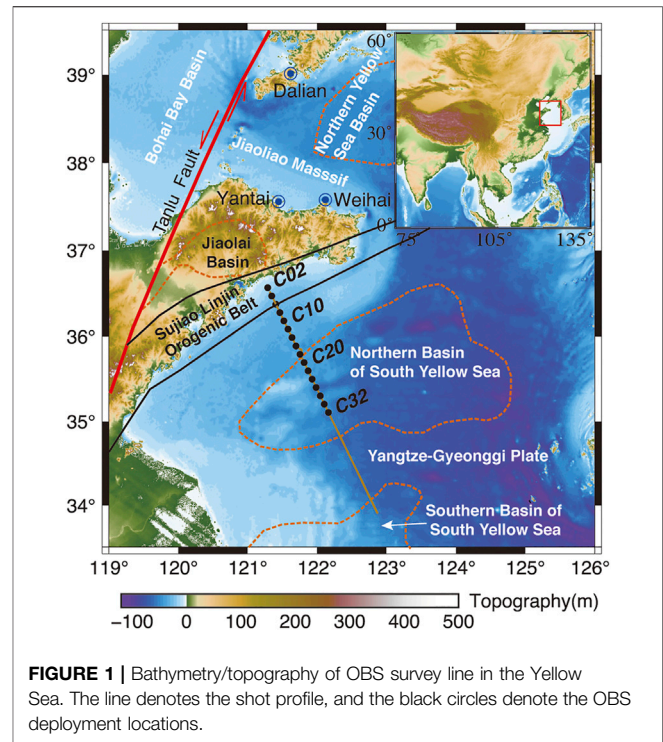 39°
38°
37°
36°
35°
34°
119°
120°
121°
122°
123°
124°
125°
126°
60°
30°
0°
75°
105°
135°
Bohai Bay Basin
Dalian
Northern Yellow
Sea Basin
Jiaoliao Masssif
Tanlu Fault
Yantai
Weihai
Jiaolai
Basin
Sujiao Linjin
Orogenic Belt
C02
C10
C20
C32
Northern Basin
of South Yellow Sea
Yangtze-Gyeonggi Plate
Southern Basin of
South Yellow Sea
Topography(m)
−100
0
100
200
300
400
500
FIGURE 1 | Bathymetry/topography of OBS survey line in the Yellow
Sea. The line denotes the shot profile, and the black circles denote the OBS
deployment locations.